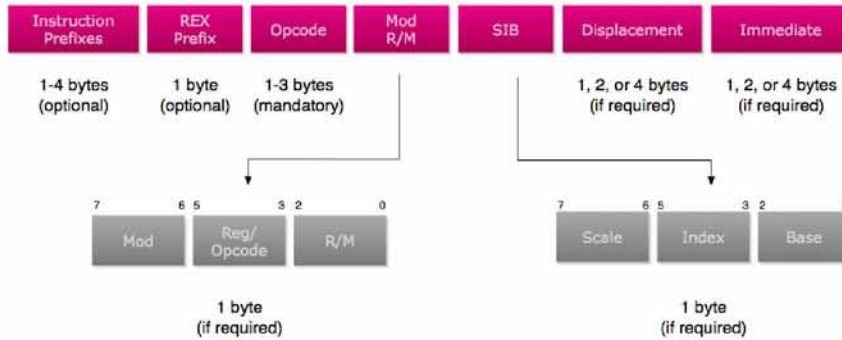 Instruction Prefixes
REX Prefix
Opcode
Mod R/M
SIB
Displacement
Immediate
1-4 bytes (optional)
1 byte (optional)
1-3 bytes (mandatory)
1, 2, or 4 bytes (if required)
1, 2, or 4 bytes (if required)
7 6 5 3 2 0
Mod
Reg/ Opcode
R/M
7 6 5 3 2
Scale
Index
Base
1 byte (if required)
1 byte (if required)